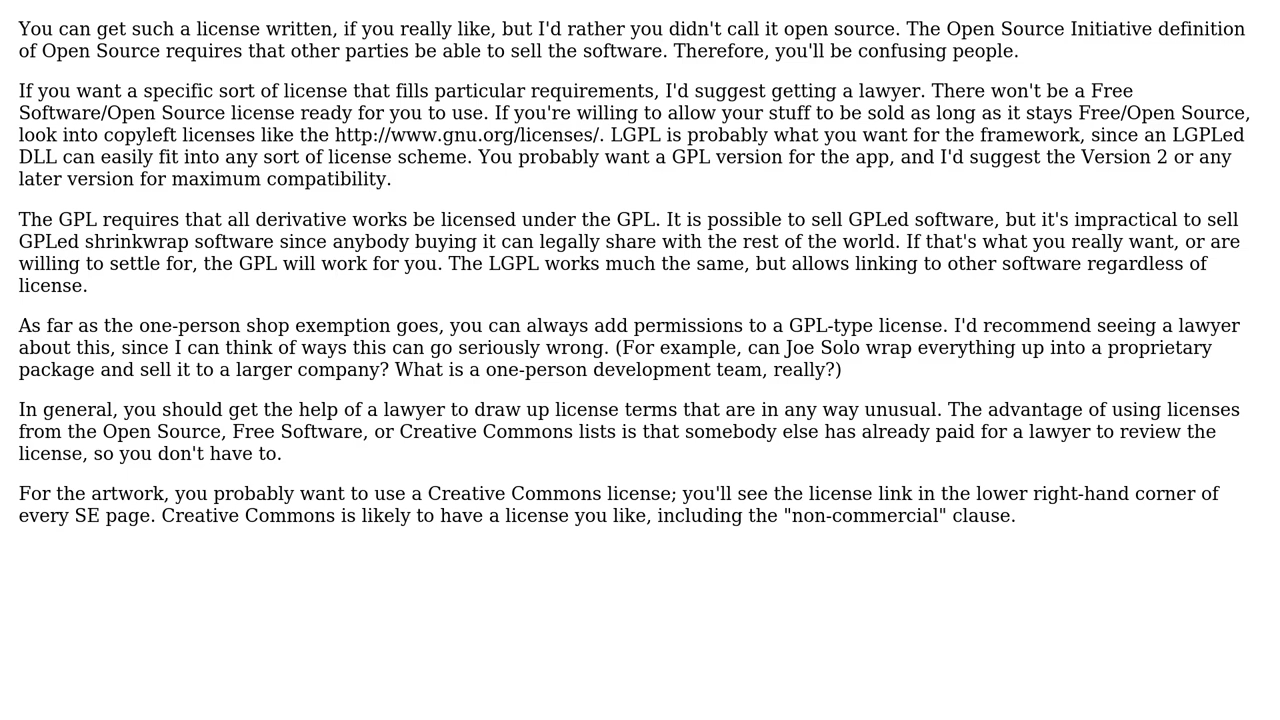 You can get such a license written, if you really like, but I'd rather you didn't call it open source. The Open Source Initiative definition
of Open Source requires that other parties be able to sell the software. Therefore, you'll be confusing people.
If you want a specific sort of license that fills particular requirements, I'd suggest getting a lawyer. There won't be a Free
Software/Open Source license ready for you to use. If you're willing to allow your stuff to be sold as long as it stays Free/Open Source,
look into copyleft licenses like the http://www.gnu.org/licenses/. LGPL is probably what you want for the framework, since an LGPLed
DLL can easily fit into any sort of license scheme. You probably want a GPL version for the app, and I'd suggest the Version 2 or any
later version for maximum compatibility.
The GPL requires that all derivative works be licensed under the GPL. It is possible to sell GPLed software, but it's impractical to sell
GPLed shrinkwrap software since anybody buying it can legally share with the rest of the world. If that's what you really want, or are
willing to settle for, the GPL will work for you. The LGPL works much the same, but allows linking to other software regardless of
license.
As far as the one-person shop exemption goes, you can always add permissions to a GPL-type license. I'd recommend seeing a lawyer
about this, since I can think of ways this can go seriously wrong. (For example, can Joe Solo wrap everything up into a proprietary
package and sell it to a larger company? What is a one-person development team, really?)
In general, you should get the help of a lawyer to draw up license terms that are in any way unusual. The advantage of using licenses
from the Open Source, Free Software, or Creative Commons lists is that somebody else has already paid for a lawyer to review the
license, so you don't have to.
For the artwork, you probably want to use a Creative Commons license; you'll see the license link in the lower right-hand corner of
every SE page. Creative Commons is likely to have a license you like, including the "non-commercial" clause.